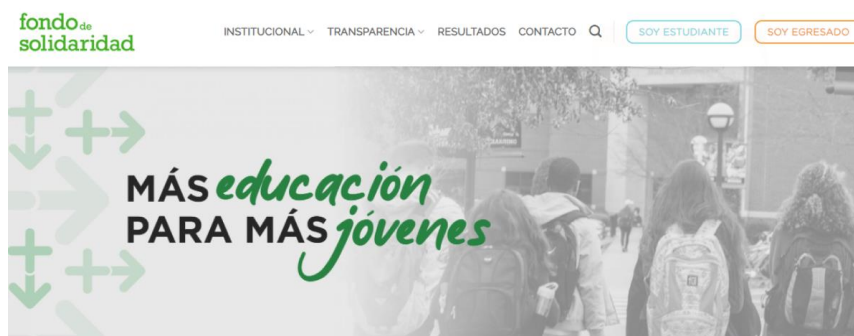 fondo de
solidaridad
INSTITUCIONAL
TRANSPARENCIA
RESULTADOS
CONTACTO
SOY ESTUDIANTE
SOY EGRESADO
MÁS educación
PARA MÁS jóvenes